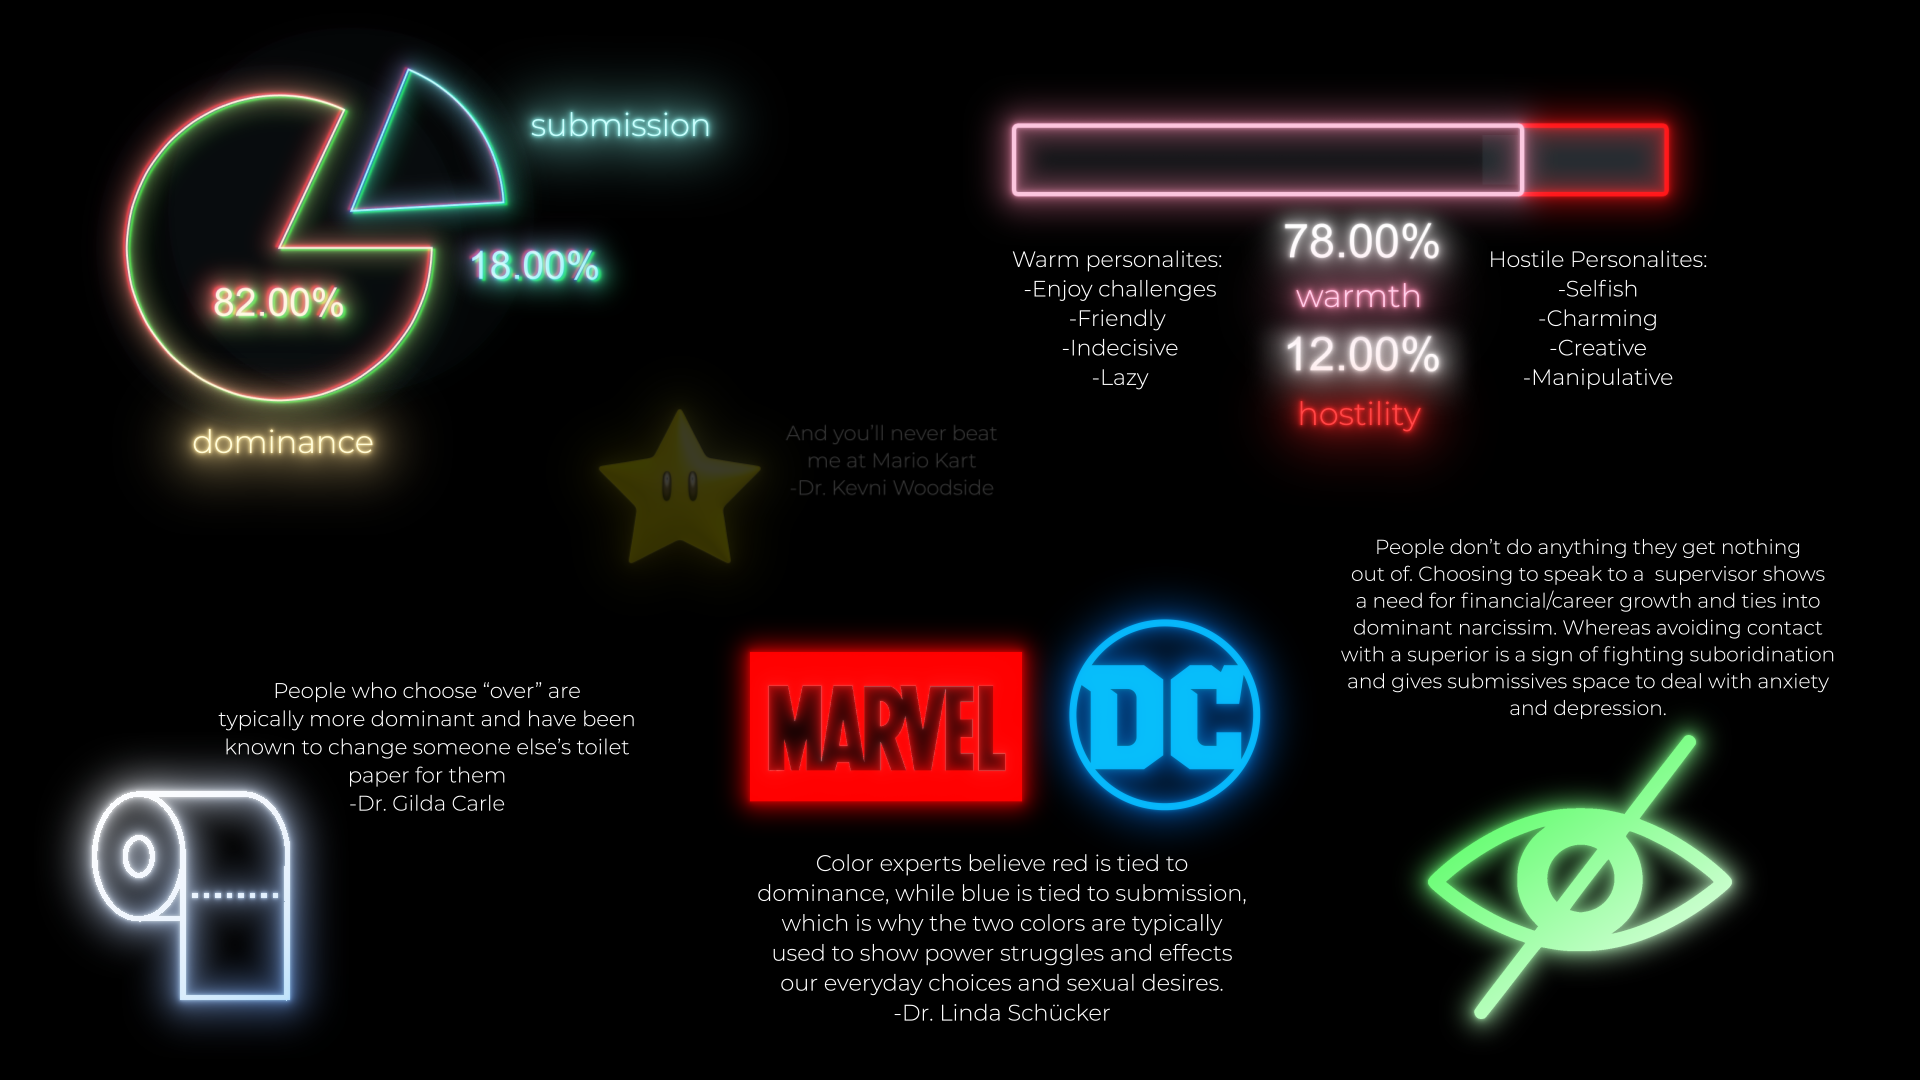 submission
18.00%
82.00%
dominance
78.00%
warmth
12.00%
hostility
Warm personalites:
-Enjoy challenges
-Friendly
-Indecisive
-Lazy
Hostile Personalites:
-Selfish
-Charming
-Creative
-Manipulative
And you'll never beat
me at Mario Kart
-Dr. Kevni Woodside
People don't do anything they get nothing
out of. Choosing to speak to a  supervisor shows
a need for financial/career growth and ties into
dominant narcissim. Whereas avoiding contact
with a superior is a sign of fighting suboridination
and gives submissives space to deal with anxiety
and depression.
People who choose “over” are
typically more dominant and have been
known to change someone else's toilet
paper for them
-Dr. Gilda Carle
MARVEL
DC
Color experts believe red is tied to
dominance, while blue is tied to submission,
which is why the two colors are typically
used to show power struggles and effects
our everyday choices and sexual desires.
-Dr. Linda Schücker